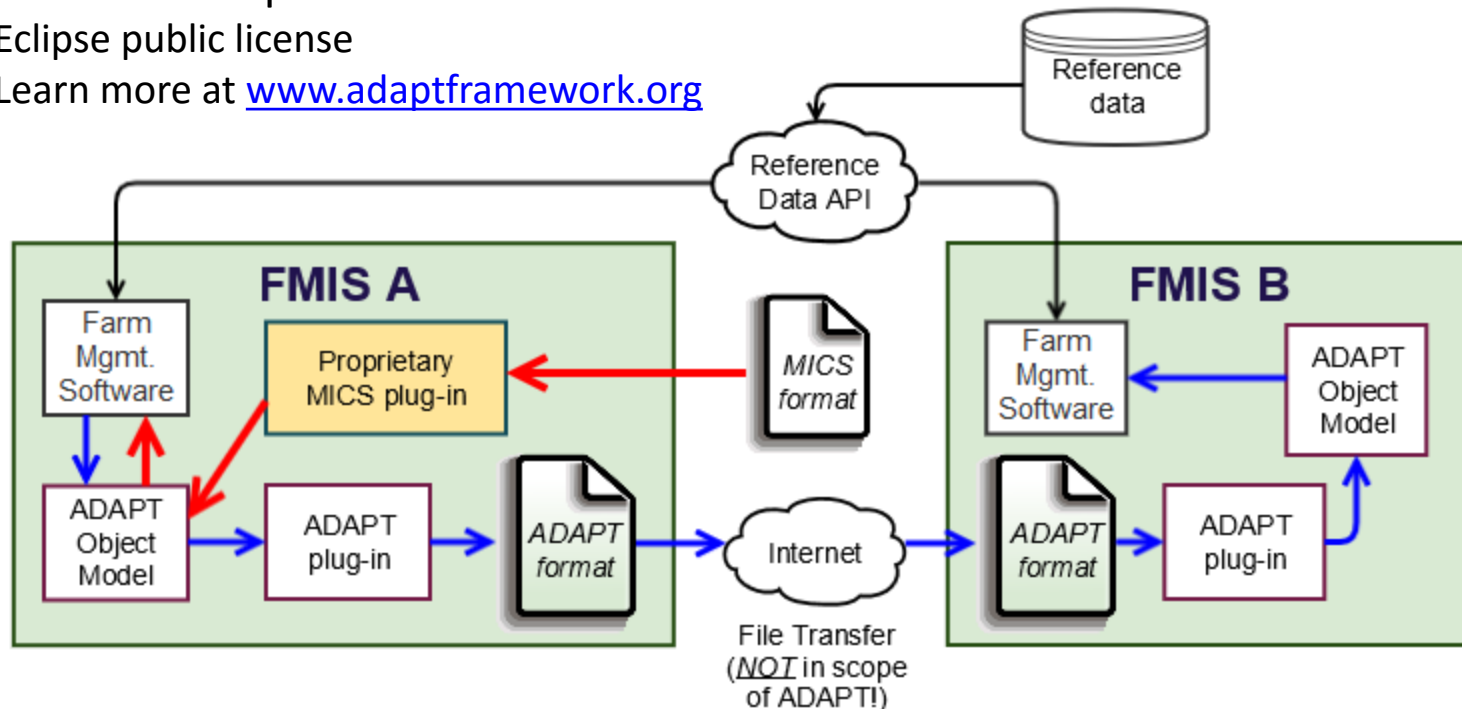 Eclipse public license
Learn more at www.adaptframework.org
Reference
data
Reference
Data API
FMIS A
Farm
Mgmt.
Software
Proprietary
MICS plug-in
MICS
format
ADAPT
Object
Model
ADAPT
plug-in
ADAPT
format
Internet
File Transfer
(NOT in scope
of ADAPT!)
FMIS B
Farm
Mgmt.
Software
ADAPT
Object
Model
ADAPT
format
ADAPT
plug-in